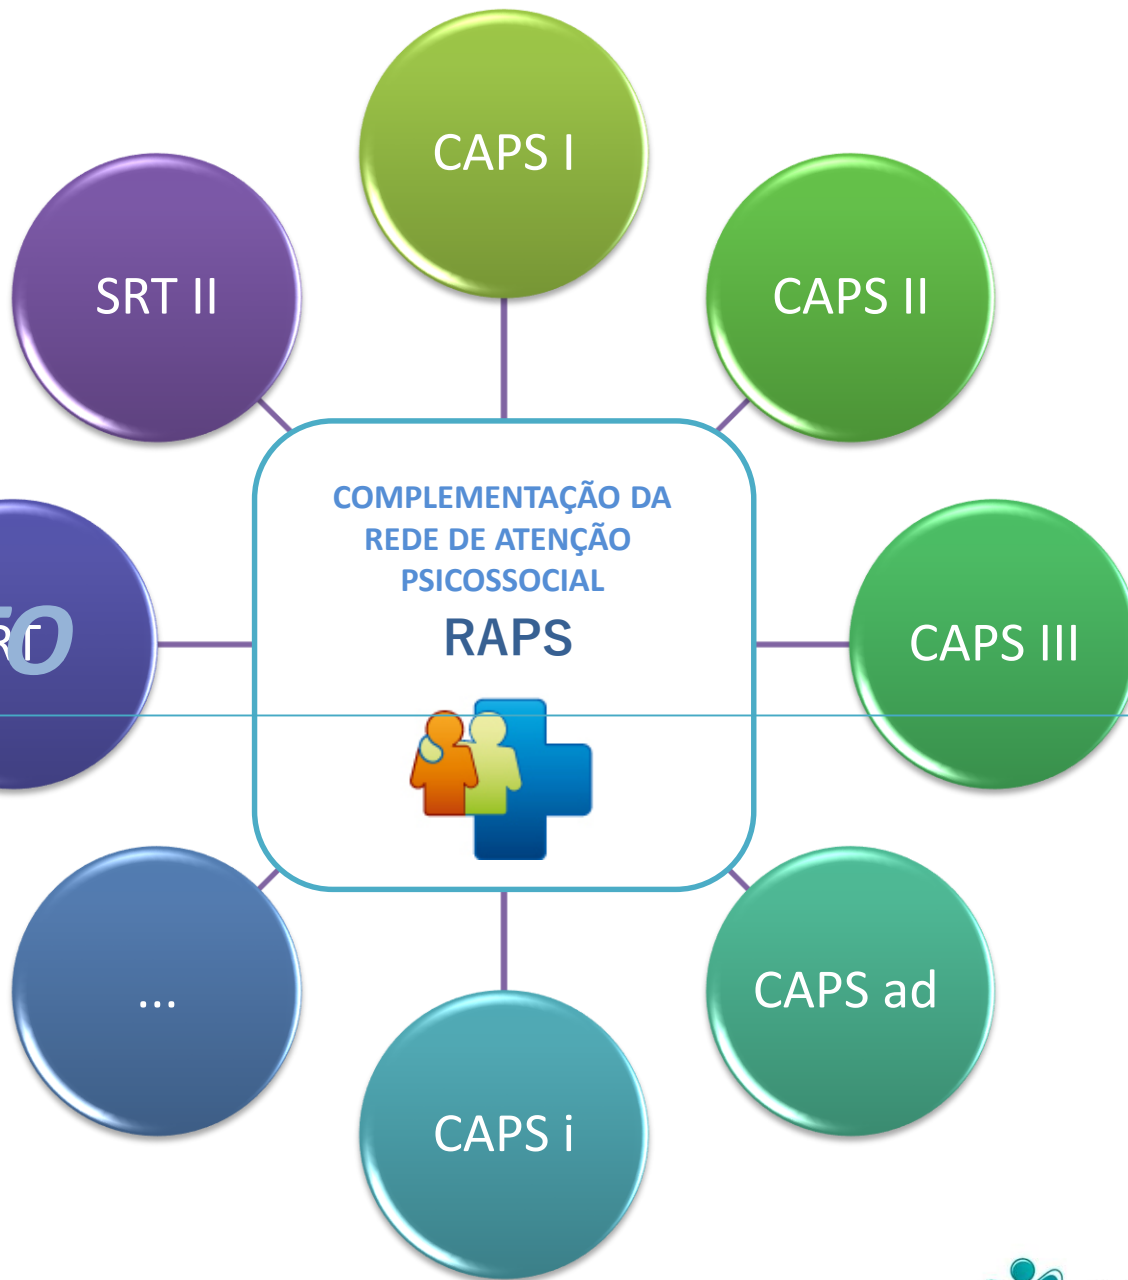 CAPS I
SRT II
CAPS II
COMPLEMENTAÇÃO DA
REDE DE ATENÇÃO
PSICOSSOCIAL
RAPS
CAPS III
...
CAPS ad
CAPS i